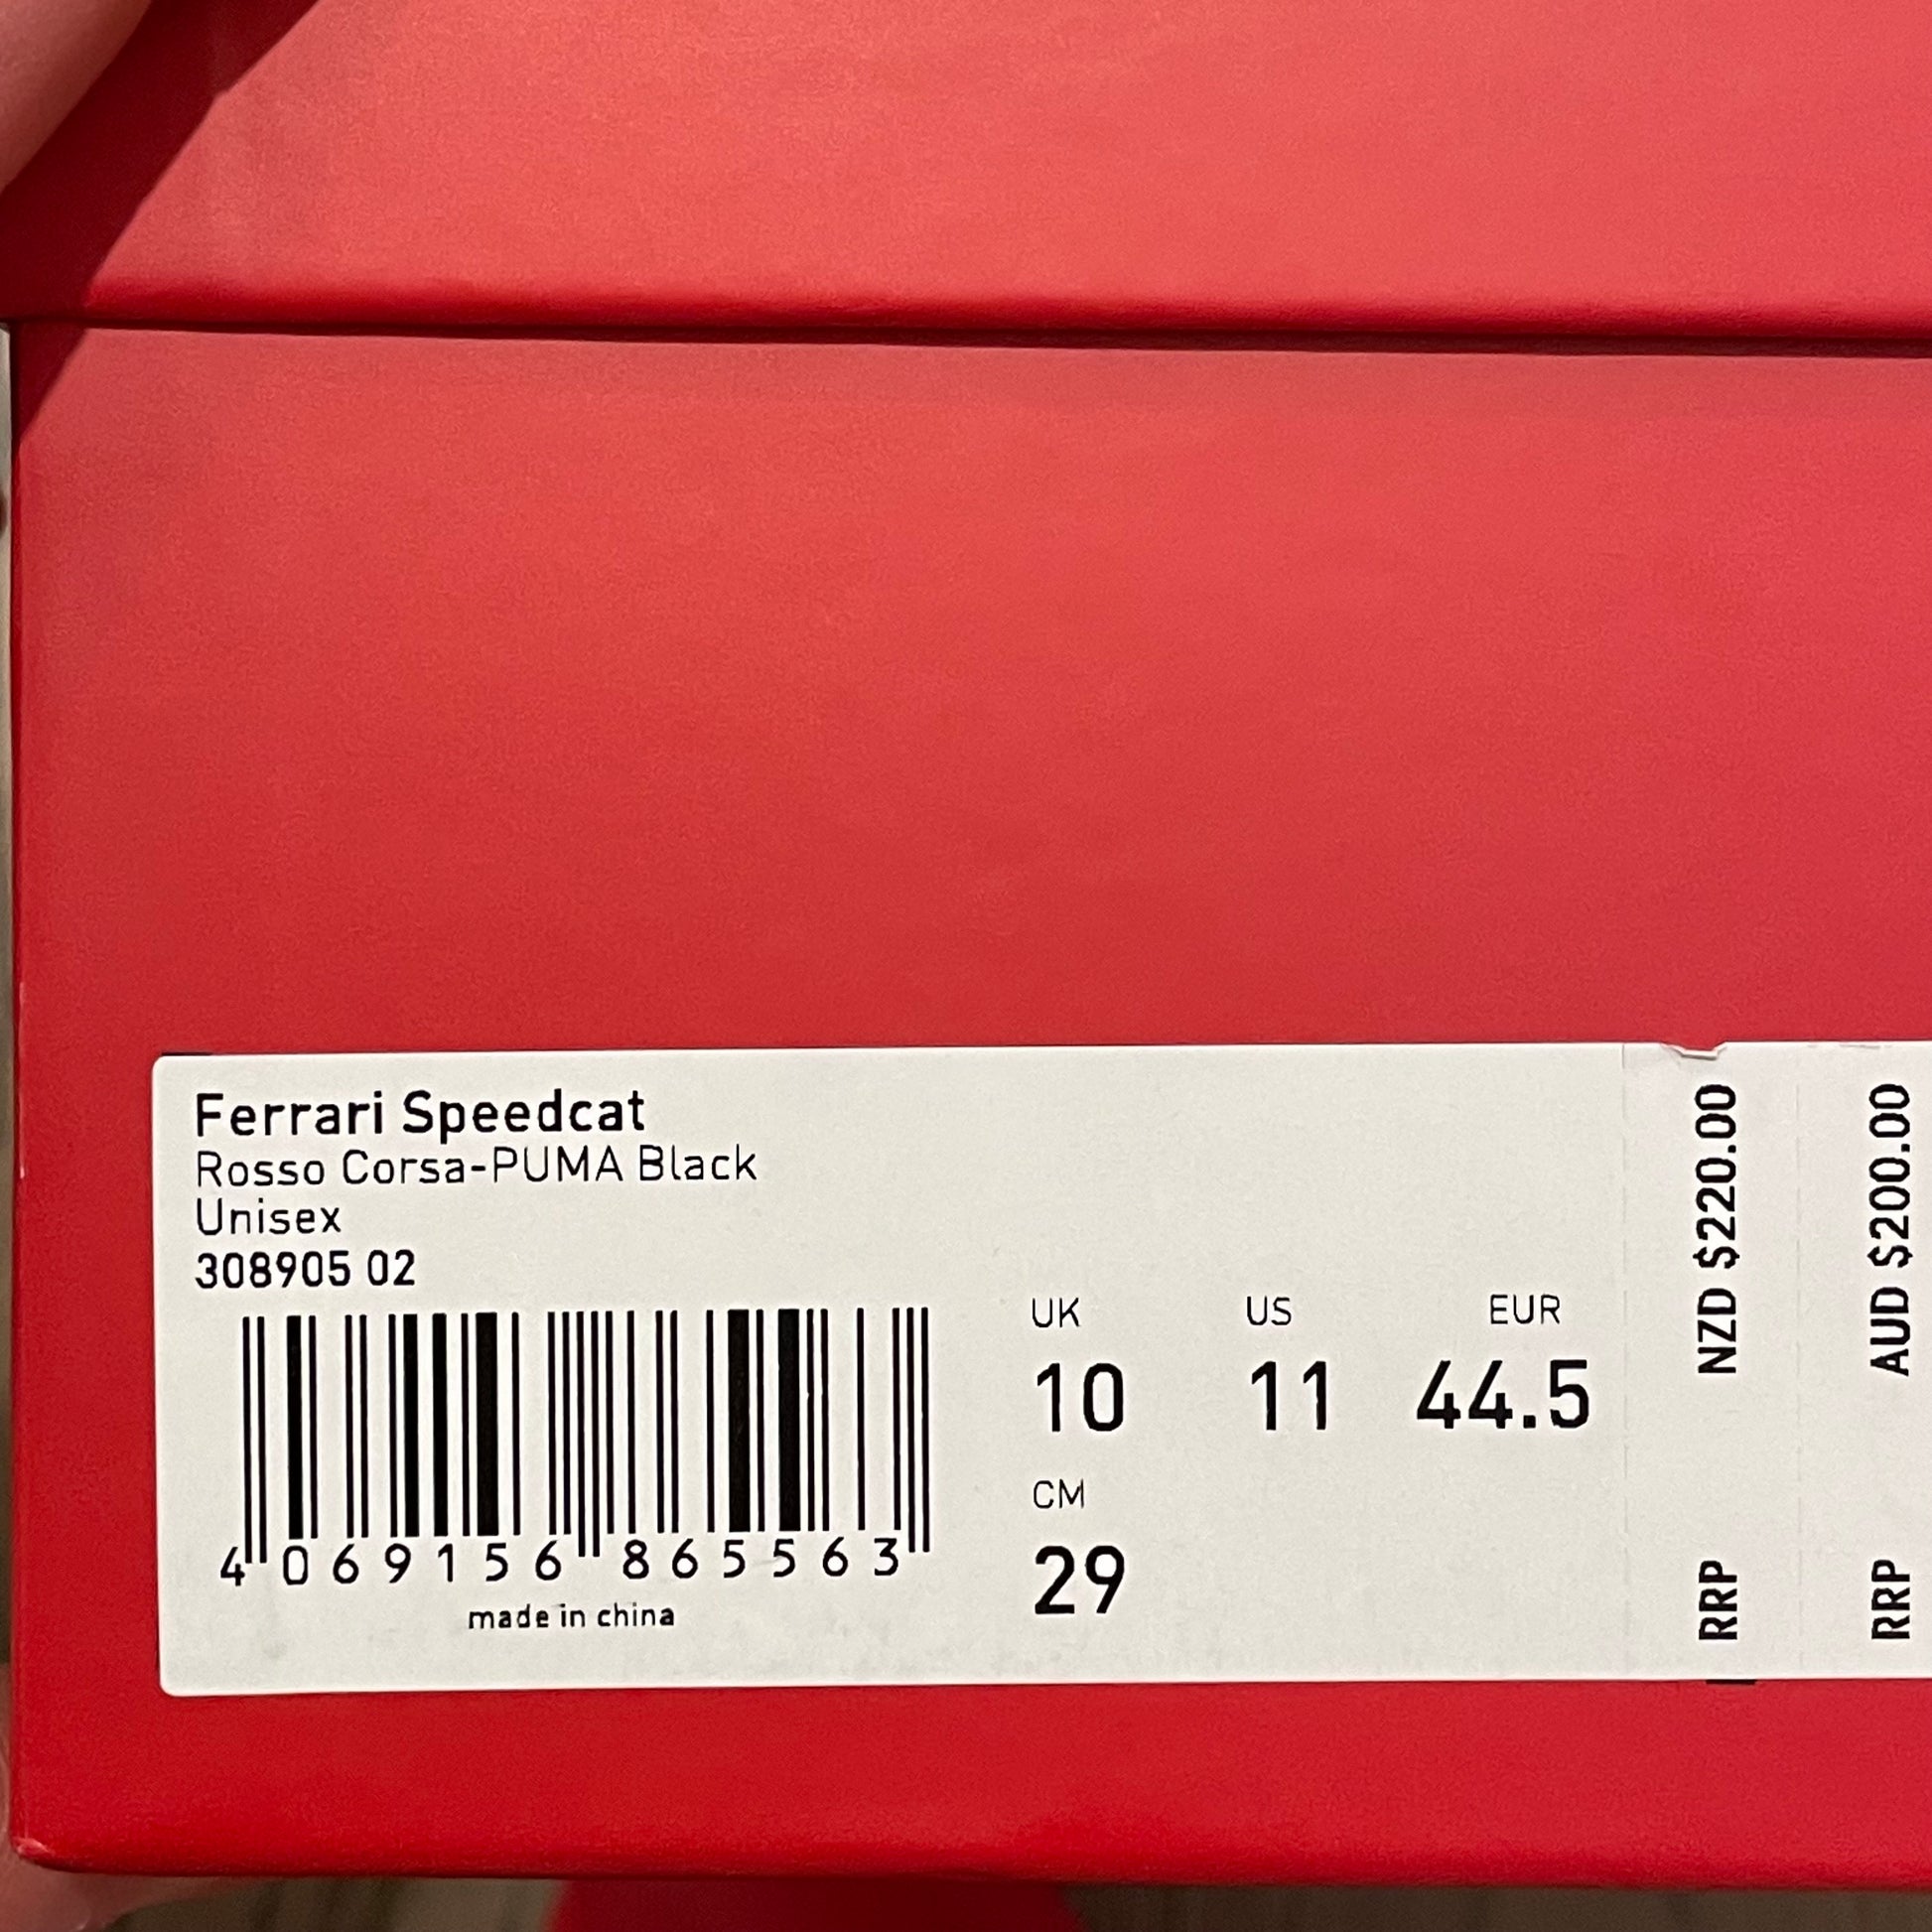 Ferrari Speedcat
Rosso Corsa-PUMA Black
Unisex
308905 02
4 069156 865563
made in china
UK US EUR
10 11 44.5
CM
29
RRP NZD $220.00
RRP AUD $200.00